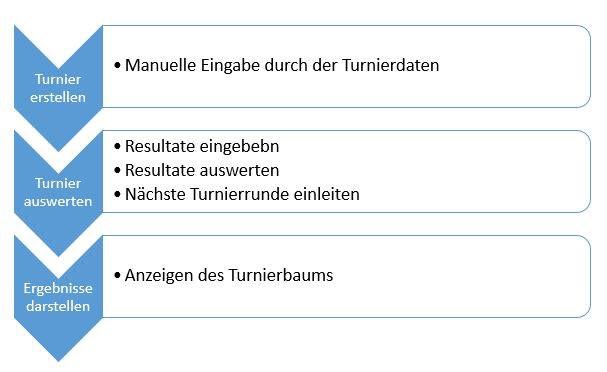 Turnier
erstellen
• Manuelle Eingabe durch der Turnierdaten
Turnier
auswerten
• Resultate eingebebn
• Resultate auswerten
• Nächste Turnierrunde einleiten
Ergebnisse
darstellen
• Anzeigen des Turnierbaums